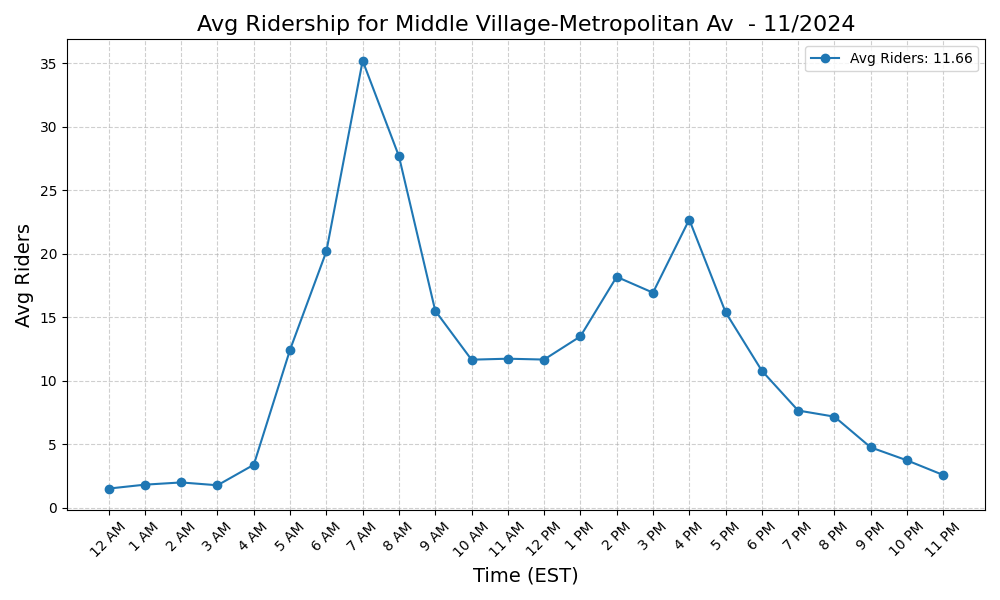 Avg Ridership for Middle Village-Metropolitan Av  - 11/2024
Avg Riders: 11.66
Avg Riders
35
30
25
20
15
10
5
0
12 AM
1 AM
2 AM
3 AM
4 AM
5 AM
6 AM
7 AM
8 AM
9 AM
10 AM
11 AM
12 PM
1 PM
2 PM
3 PM
4 PM
5 PM
6 PM
7 PM
8 PM
9 PM
10 PM
11 PM
Time (EST)